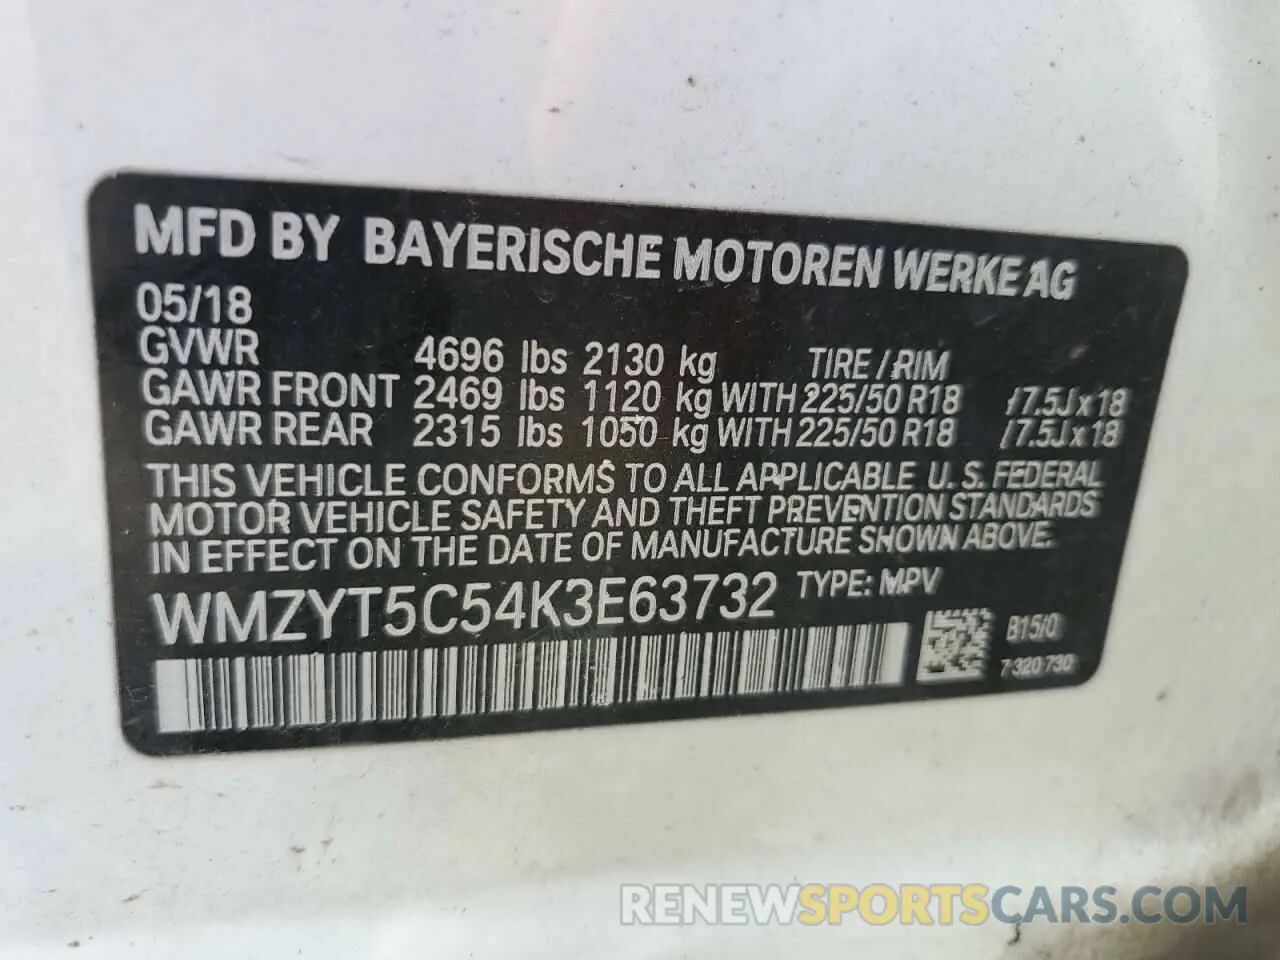 MFD BY BAYERISCHE MOTOREN WERKE AG
05/18
GVWR 4696 lbs 2130 kg TIRE / RIM
GAWR FRONT 2469 lbs 1120 kg WITH 225/50 R18 /7.5J x 18
GAWR REAR 2315 lbs 1050 kg WITH 225/50 R18 /7.5J x 18
THIS VEHICLE CONFORMS TO ALL APPLICABLE U.S. FEDERAL
MOTOR VEHICLE SAFETY AND THEFT PREVENTION STANDARDS
IN EFFECT ON THE DATE OF MANUFACTURE SHOWN ABOVE.
WMZYT5C54K3E63732 TYPE: MPV
B15/0
7 320 730
RENEWSPORTSCARS.COM